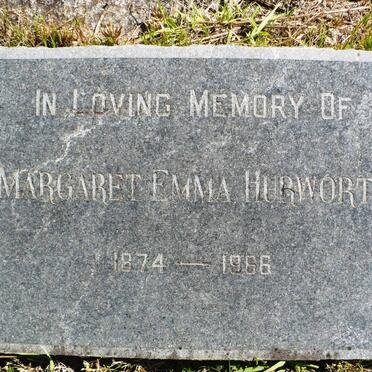 IN LOVING MEMORY OF
MARGARET EMMA HURWORT
1874 — 1966